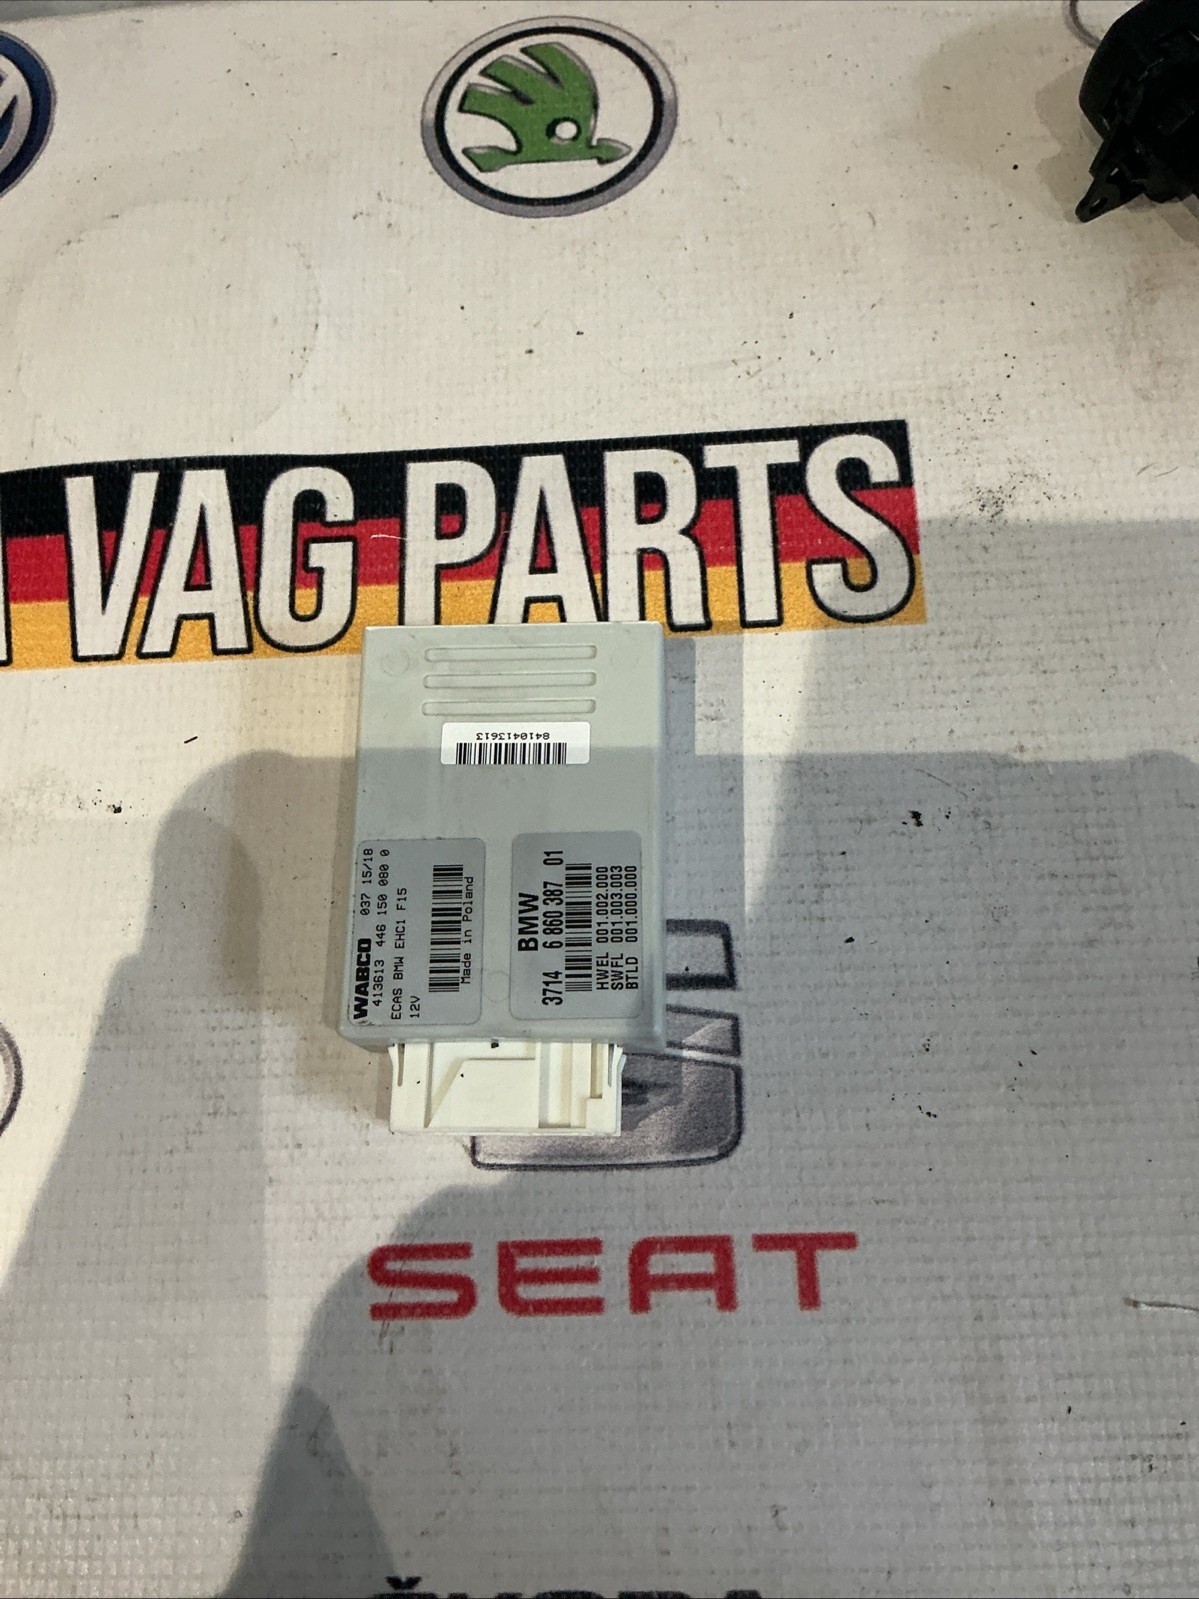 VAG PARTS
8410413613
WABCO 037 15/18
413613 446 150 080 0
ECAS BMW EHC1 F15
12V
Made in Poland
BMW
3714 6 860 387 01
HWEL 001.002.000
SWFL 001.003.003
BTLD 001.000.000
SEAT